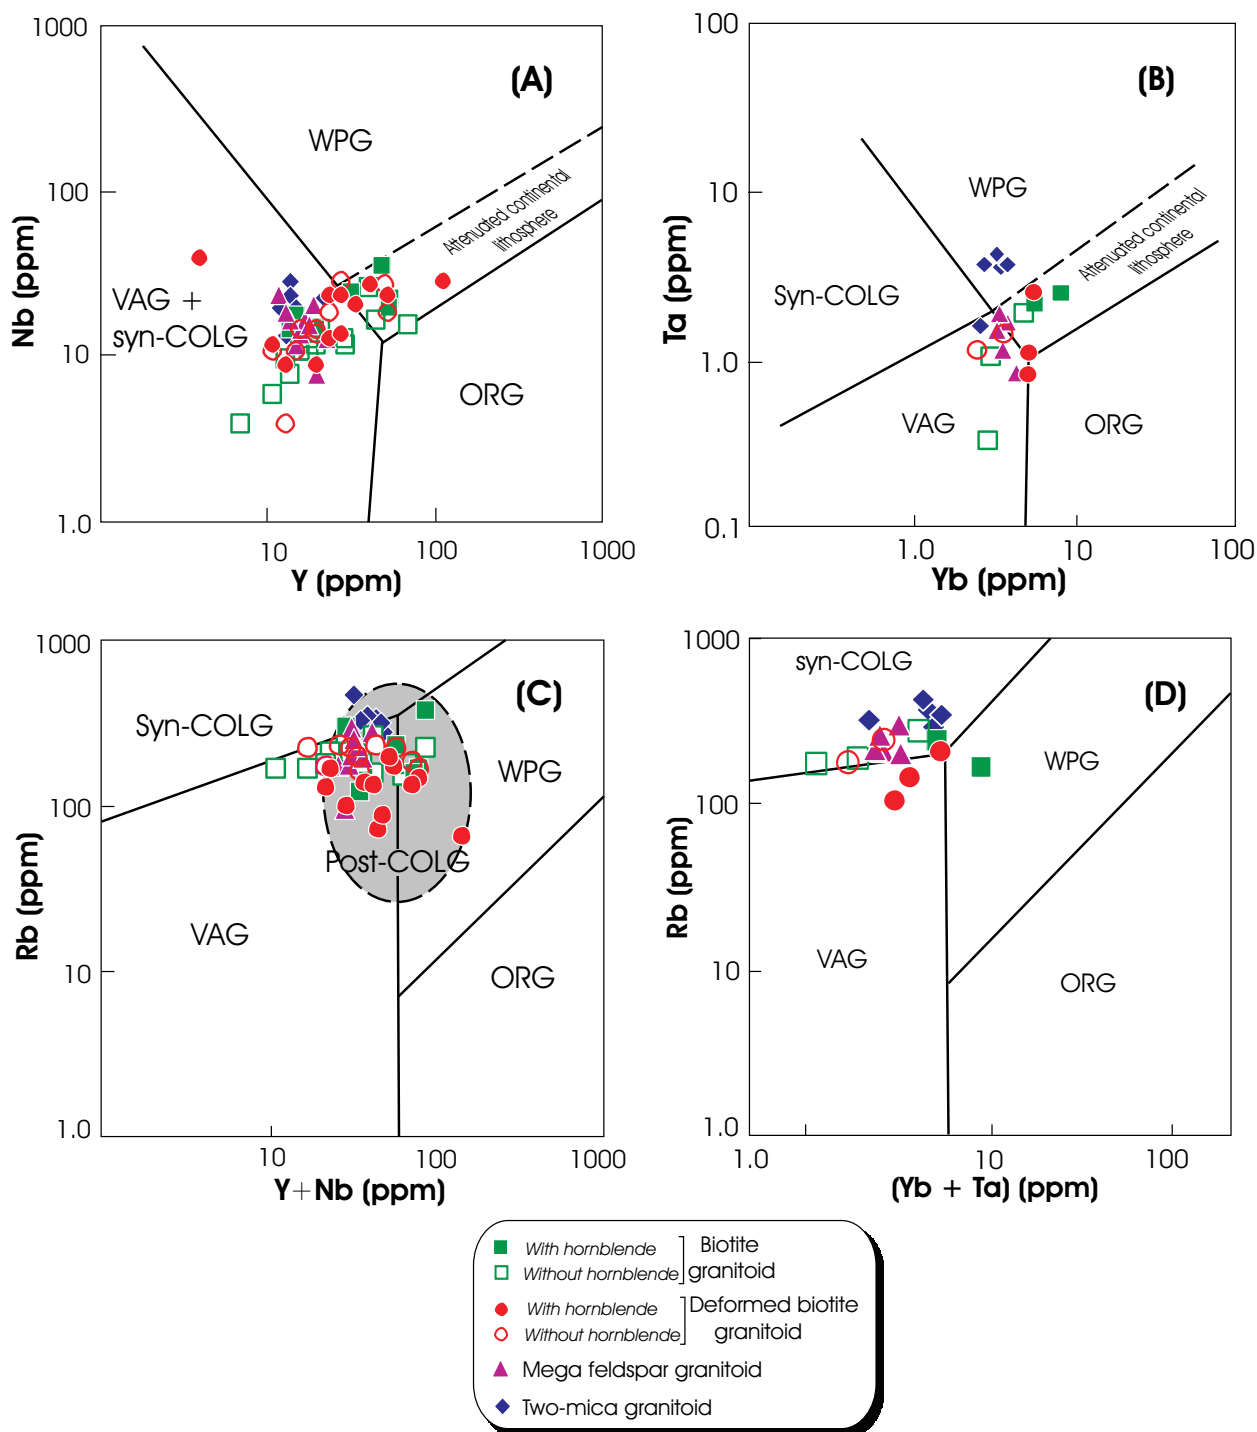 1000
100
10
1.0
Nb (ppm)
(A)
WPG
Attenuated continental
lithosphere
VAG +
syn-COLG
ORG
10
100
1000
Y (ppm)
100
10
1.0
0.1
Ta (ppm)
(B)
WPG
Attenuated continental
lithosphere
Syn-COLG
VAG
ORG
1.0
10
100
Yb (ppm)
1000
100
10
1.0
Rb (ppm)
(C)
Syn-COLG
WPG
Post-COLG
VAG
ORG
10
100
1000
Y+Nb (ppm)
1000
100
10
1.0
Rb (ppm)
(D)
syn-COLG
WPG
VAG
ORG
1.0
10
100
(Yb + Ta) (ppm)
With hornblende
Without hornblende
Biotite
granitoid
With hornblende
Without hornblende
Deformed biotite
granitoid
Mega feldspar granitoid
Two-mica granitoid